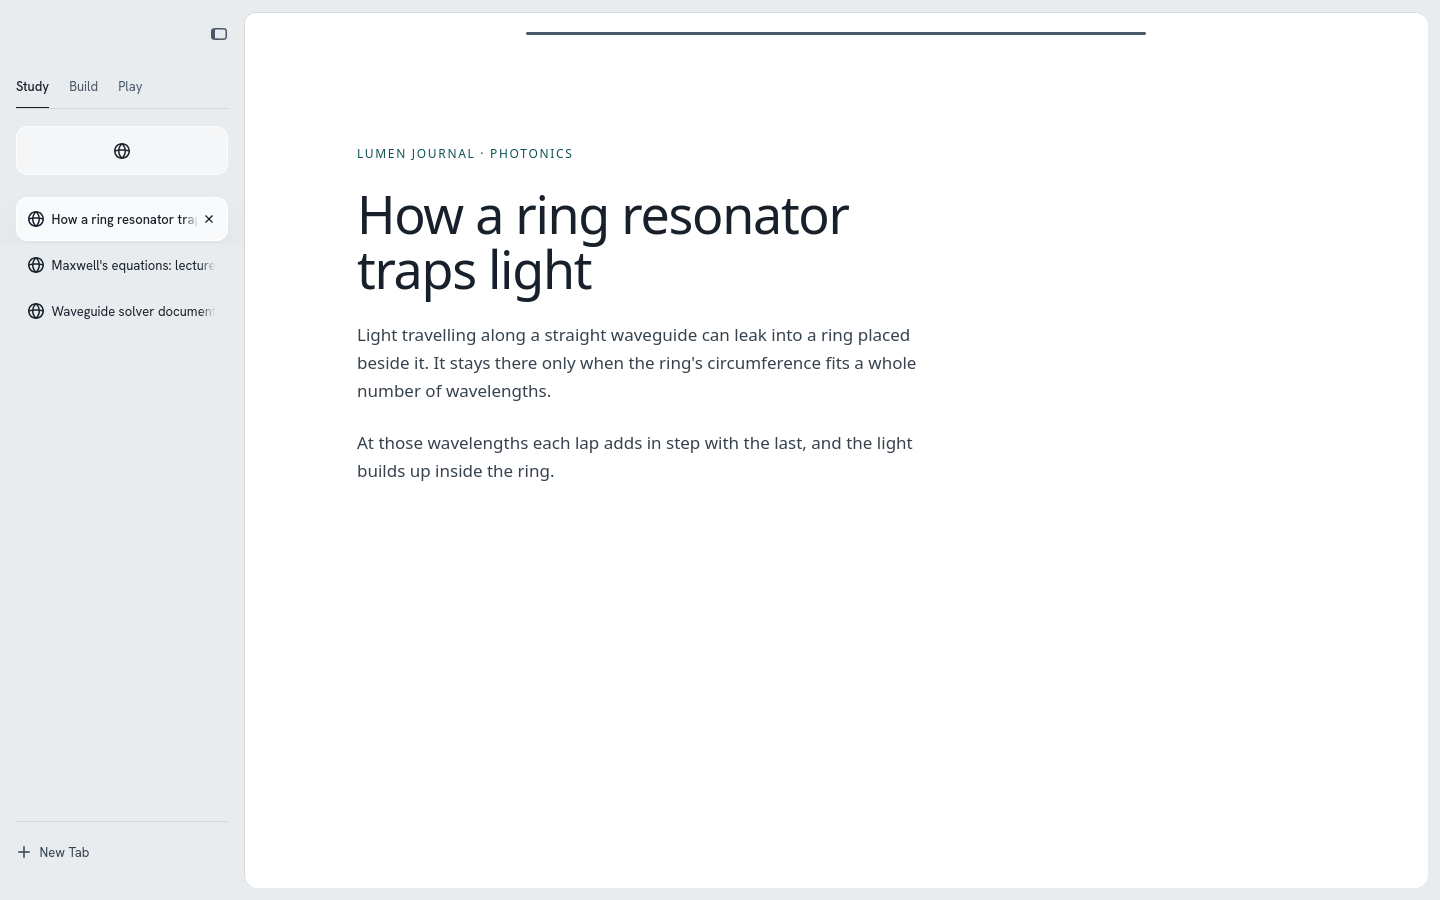 Study Build Play
How a ring resonator
Maxwell's equations: lecture
Waveguide solver document
New Tab
LUMEN JOURNAL · PHOTONICS
How a ring resonator
traps light
Light travelling along a straight waveguide can leak into a ring placed
beside it. It stays there only when the ring's circumference fits a whole
number of wavelengths.
At those wavelengths each lap adds in step with the last, and the light
builds up inside the ring.